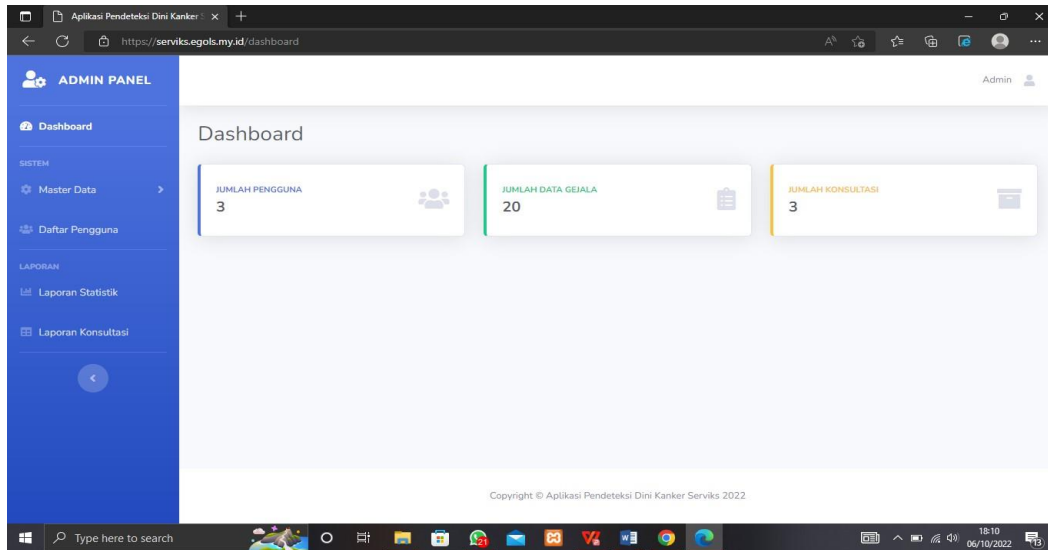 Aplikasi Pendeteksi Dini Kanker S
https://serviks.egols.my.id/dashboard
ADMIN PANEL
Admin
Dashboard
Dashboard
SISTEM
Master Data
Daftar Pengguna
LAPORAN
Laporan Statistik
Laporan Konsultasi
JUMLAH PENGGUNA
3
JUMLAH DATA GEJALA
20
JUMLAH KONSULTASI
3
Copyright © Aplikasi Pendeteksi Dini Kanker Serviks 2022
Type here to search
21
18:10
06/10/2022
13